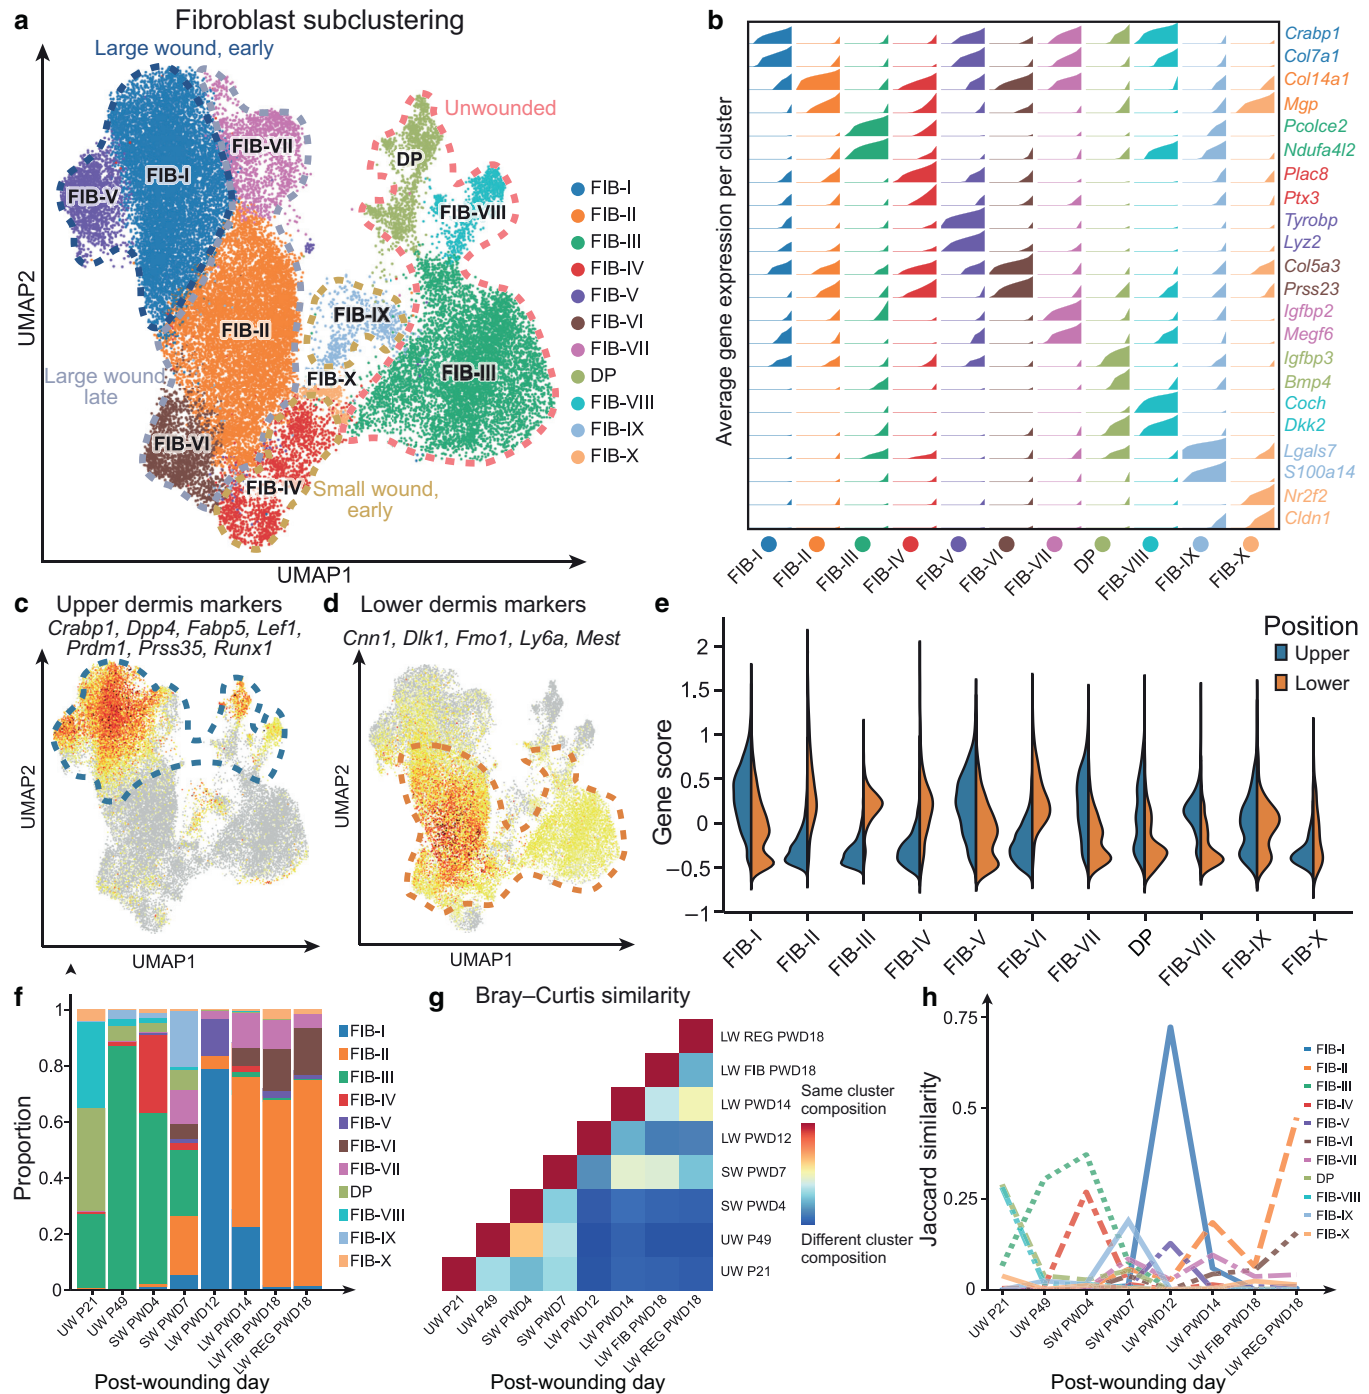 a
Fibroblast subclustering
Large wound, early
Unwounded
FIB-VII
DP
FIB-I
FIB-V
FIB-VIII
FIB-IX
FIB-II
FIB-X
FIB-III
Large wound,
late
FIB-VI
FIB-IV
Small wound,
early
UMAP2
UMAP1
FIB-I
FIB-II
FIB-III
FIB-IV
FIB-V
FIB-VI
FIB-VII
DP
FIB-VIII
FIB-IX
FIB-X
b
Average gene expression per cluster
Crabp1
Col7a1
Col14a1
Mgp
Pcolce2
Ndufa4l2
Plac8
Ptx3
Tyrobp
Lyz2
Col5a3
Prss23
Igfbp2
Megf6
Igfbp3
Bmp4
Coch
Dkk2
Lgals7
S100a14
Nr2f2
Cldn1
FIB-I
FIB-II
FIB-III
FIB-IV
FIB-V
FIB-VI
FIB-VII
DP
FIB-VIII
FIB-IX
FIB-X
c
Upper dermis markers
Crabp1, Dpp4, Fabp5, Lef1,
Prdm1, Prss35, Runx1
UMAP2
UMAP1
d
Lower dermis markers
Cnn1, Dlk1, Fmo1, Ly6a, Mest
UMAP2
UMAP1
e
Position
Upper
Lower
Gene score
2
1.5
1
0.5
0
−0.5
−1
FIB-I
FIB-II
FIB-III
FIB-IV
FIB-V
FIB-VI
FIB-VII
DP
FIB-VIII
FIB-IX
FIB-X
f
Proportion
1
0.8
0.6
0.4
0.2
0
UW P21
UW P49
SW PWD4
SW PWD7
LW PWD12
LW PWD14
LW FIB PWD18
LW REG PWD18
Post-wounding day
FIB-I
FIB-II
FIB-III
FIB-IV
FIB-V
FIB-VI
FIB-VII
DP
FIB-VIII
FIB-IX
FIB-X
g
Bray–Curtis similarity
LW REG PWD18
LW FIB PWD18
LW PWD14
LW PWD12
SW PWD7
SW PWD4
UW P49
UW P21
Same cluster
composition
Different cluster
composition
UW P21
UW P49
SW PWD4
SW PWD7
LW PWD12
LW PWD14
LW FIB PWD18
LW REG PWD18
Post-wounding day
h
Jaccard similarity
0.75
0.5
0.25
0
UW P21
UW P49
SW PWD4
SW PWD7
LW PWD12
LW PWD14
LW FIB PWD18
LW REG PWD18
Post-wounding day
FIB-I
FIB-II
FIB-III
FIB-IV
FIB-V
FIB-VI
FIB-VII
DP
FIB-VIII
FIB-IX
FIB-X